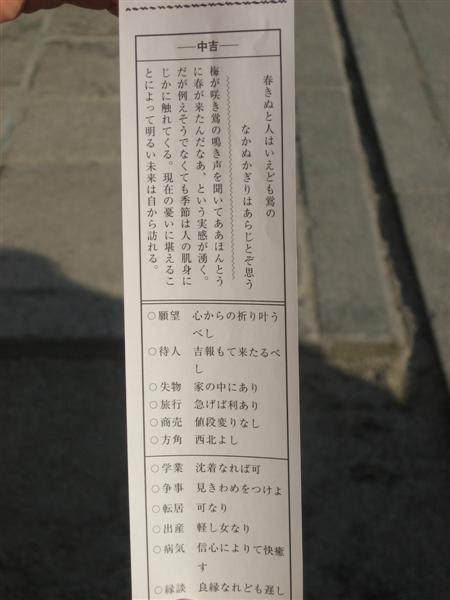 中吉
春きぬと人はいえども鶯の
なかぬかぎりはあらじとぞ思う
梅が咲き鶯の鳴き声を聞いてああほんとう
に春が来たんだなあ、という実感が湧く。
だが例えそうでなくても季節は人の肌身に
じかに触れてくる。現在の憂いに堪えるこ
とによって明るい未来は自から訪れる。
○願望 心からの祈り叶う
べし
○待人 吉報もて来たるべ
し
○失物 家の中にあり
○旅行 急げば利あり
○商売 値段変りなし
○方角 西北よし
○学業 沈着なれば可
○争事 見きわめをつけよ
○転居 可なり
○出産 軽し女なり
○病気 信心によりて快癒
す
○縁談 良縁なれども遅し